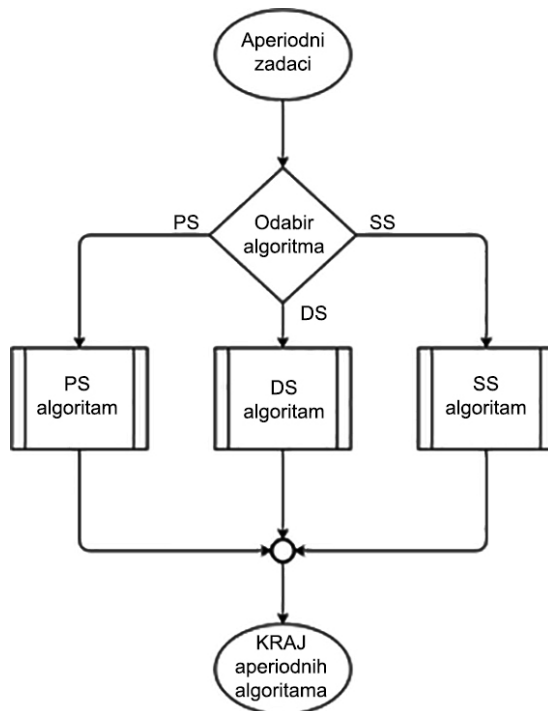 Aperiodni
zadaci
Odabir
algoritma
PS
SS
DS
PS
algoritam
DS
algoritam
SS
algoritam
KRAJ
aperiodnih
algoritama